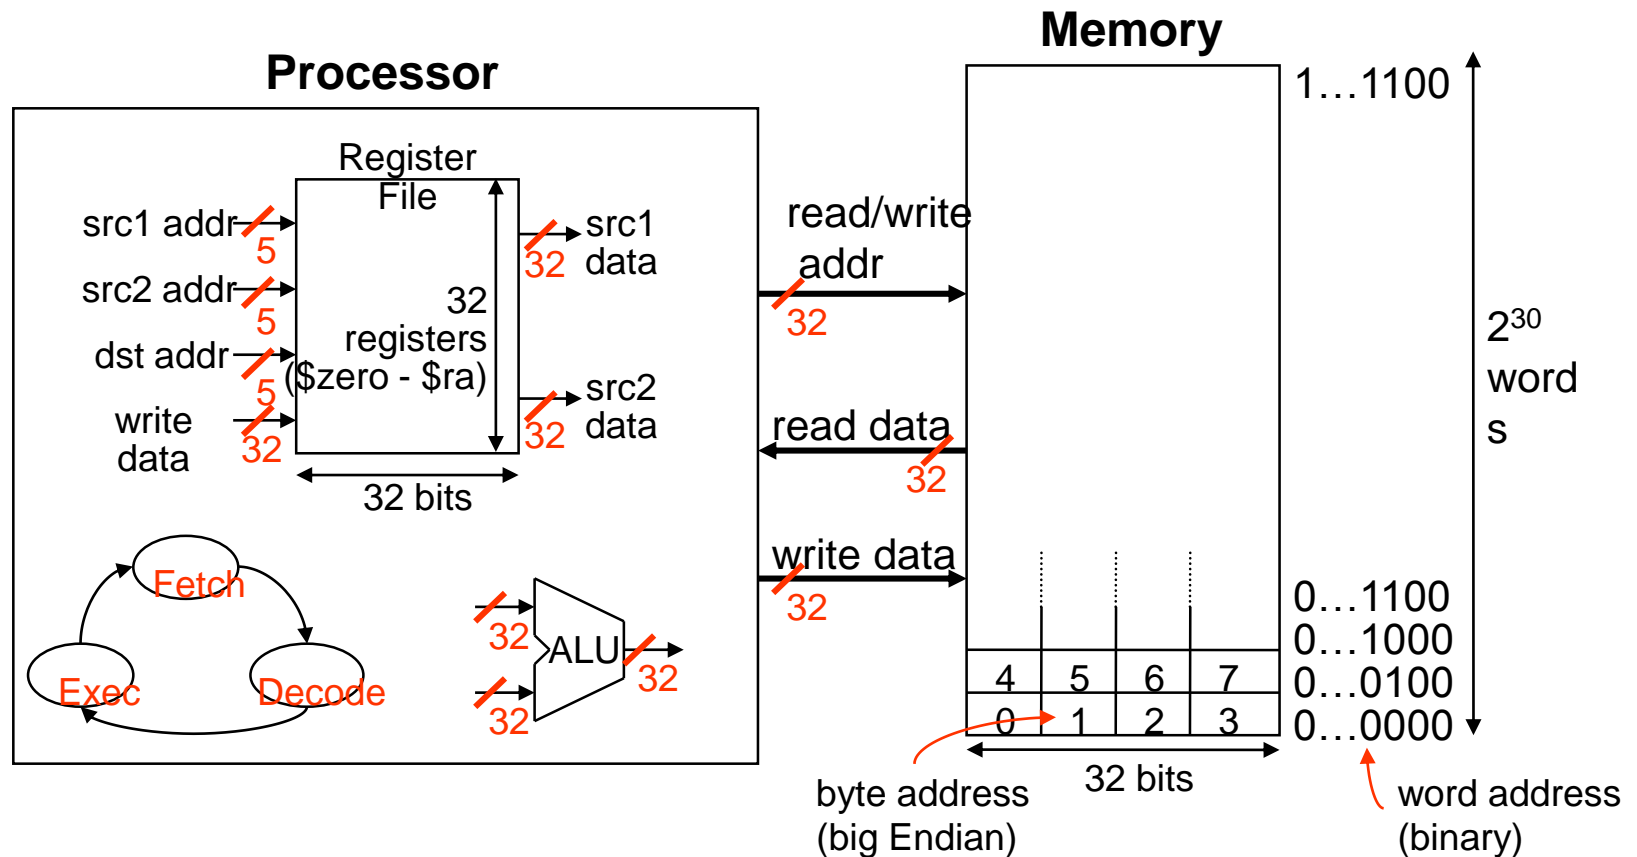 Processor
Register
File
src1 addr
5
src2 addr
5
dst addr
5
write
data
32
32
registers
($zero - $ra)
32 bits
src1
data
32
src2
data
32
Fetch
Exec
Decode
ALU
32
32
32
read/write
addr
32
read data
32
write data
32
Memory
1…1100
2³⁰
word
s
0…1100
0…1000
4 5 6 7 0…0100
0 1 2 3 0…0000
32 bits
byte address
(big Endian)
word address
(binary)